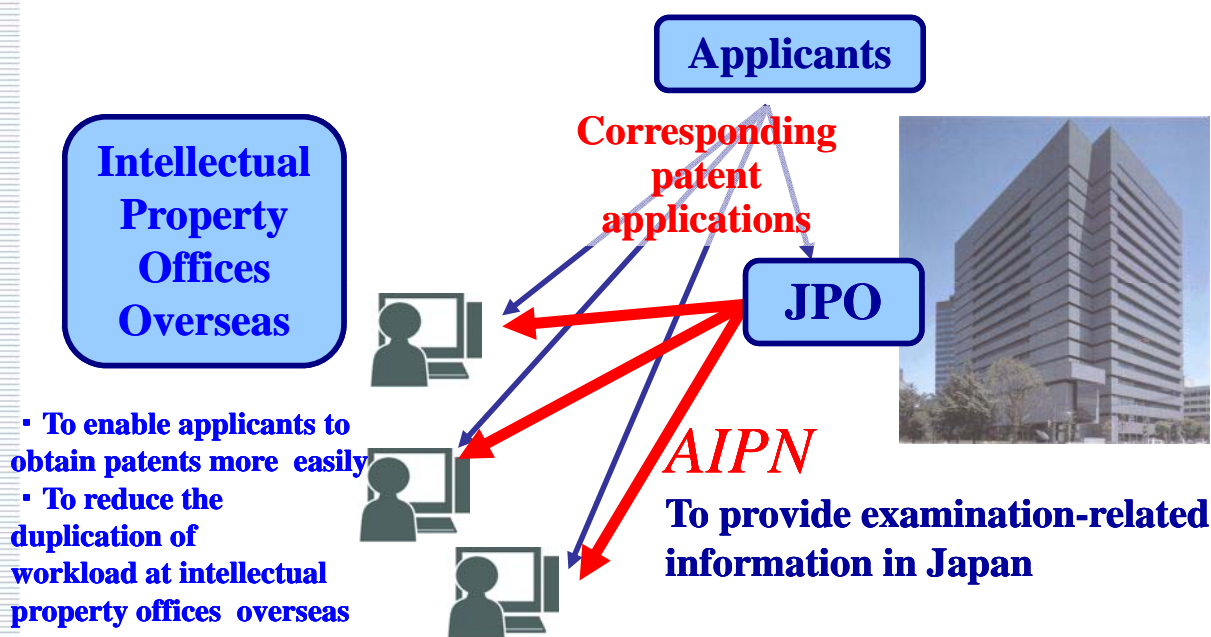 Applicants
Corresponding
patent
applications
Intellectual
Property
Offices
Overseas
JPO
▪ To enable applicants to
obtain patents more easily
▪ To reduce the
duplication of
workload at intellectual
property offices overseas
AIPN
To provide examination-related
information in Japan